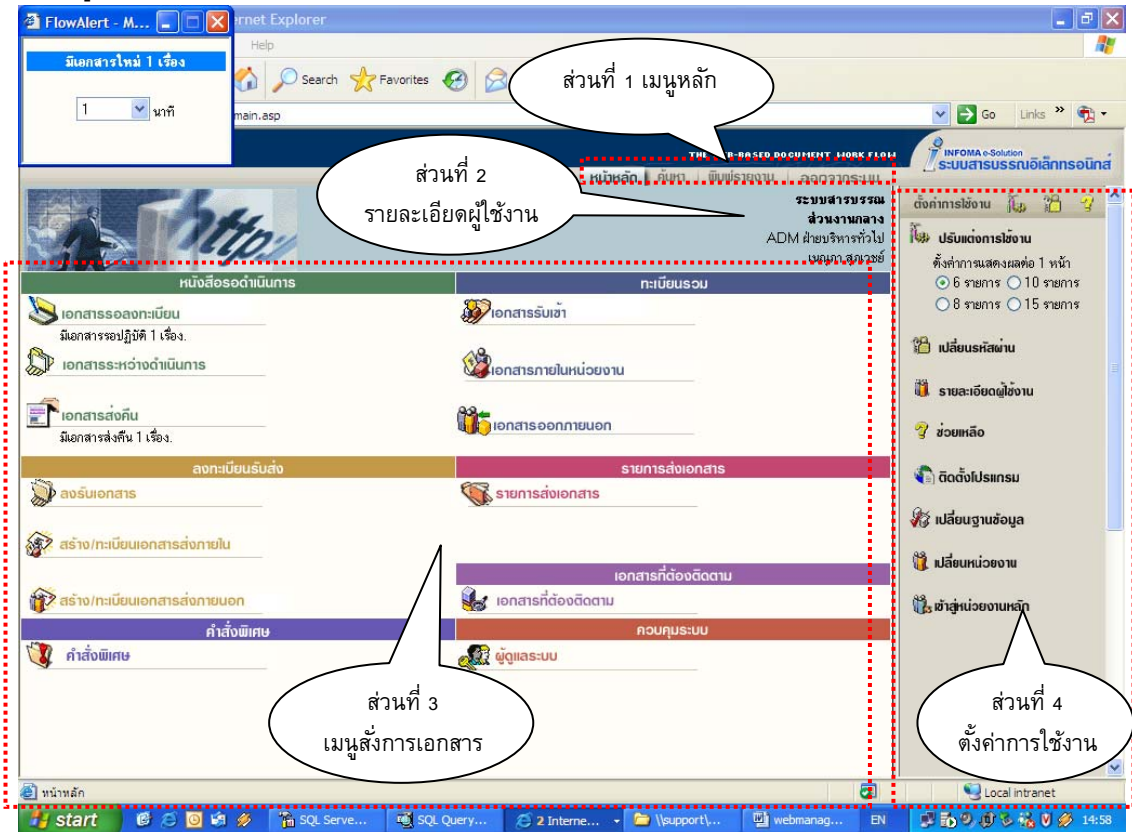 FlowAlert - M...
ernet Explorer
มีเอกสารใหม่ 1 เรื่อง
1 นาที
Help
Search Favorites
main.asp
Go Links »
ส่วนที่ 1 เมนูหลัก
INFOMA e-Solution
ระบบสารบรรณอิเล็กทรอนิกส์
หน้าหลัก ค้นหา พิมพ์รายงาน ออกจากระบบ
ส่วนที่ 2
รายละเอียดผู้ใช้งาน
http:
ระบบสารบรรณ
ส่วนงานกลาง
ADM ฝ่ายบริหารทั่วไป
ตั้งค่าการใช้งาน
ปรับแต่งการใช้งาน
ตั้งค่าการแสดงผลต่อ 1 หน้า
6 รายการ 10 รายการ
8 รายการ 15 รายการ
เปลี่ยนรหัสผ่าน
รายละเอียดผู้ใช้งาน
ช่วยเหลือ
ติดตั้งโปรแกรม
เปลี่ยนฐานข้อมูล
เปลี่ยนหน่วยงาน
เข้าสู่หน่วยงานหลัก
หนังสือรอดำเนินการ
เอกสารรอลงทะเบียน
มีเอกสารรอปฏิบัติ 1 เรื่อง.
เอกสารระหว่างดำเนินการ
เอกสารส่งคืน
มีเอกสารส่งคืน 1 เรื่อง.
ทะเบียนรวม
เอกสารรับเข้า
เอกสารภายในหน่วยงาน
เอกสารออกภายนอก
ลงทะเบียนรับส่ง
ลงรับเอกสาร
สร้าง/ทะเบียนเอกสารส่งภายใน
สร้าง/ทะเบียนเอกสารส่งภายนอก
รายการส่งเอกสาร
รายการส่งเอกสาร
เอกสารที่ต้องติดตาม
เอกสารที่ต้องติดตาม
คำสั่งพิเศษ
คำสั่งพิเศษ
ควบคุมระบบ
ผู้ดูแลระบบ
ส่วนที่ 3
เมนูสั่งการเอกสาร
ส่วนที่ 4
ตั้งค่าการใช้งาน
หน้าหลัก
Local intranet
start SQL Serve... SQL Query... 2 Interne... \\support\... webmanag... EN 14:58